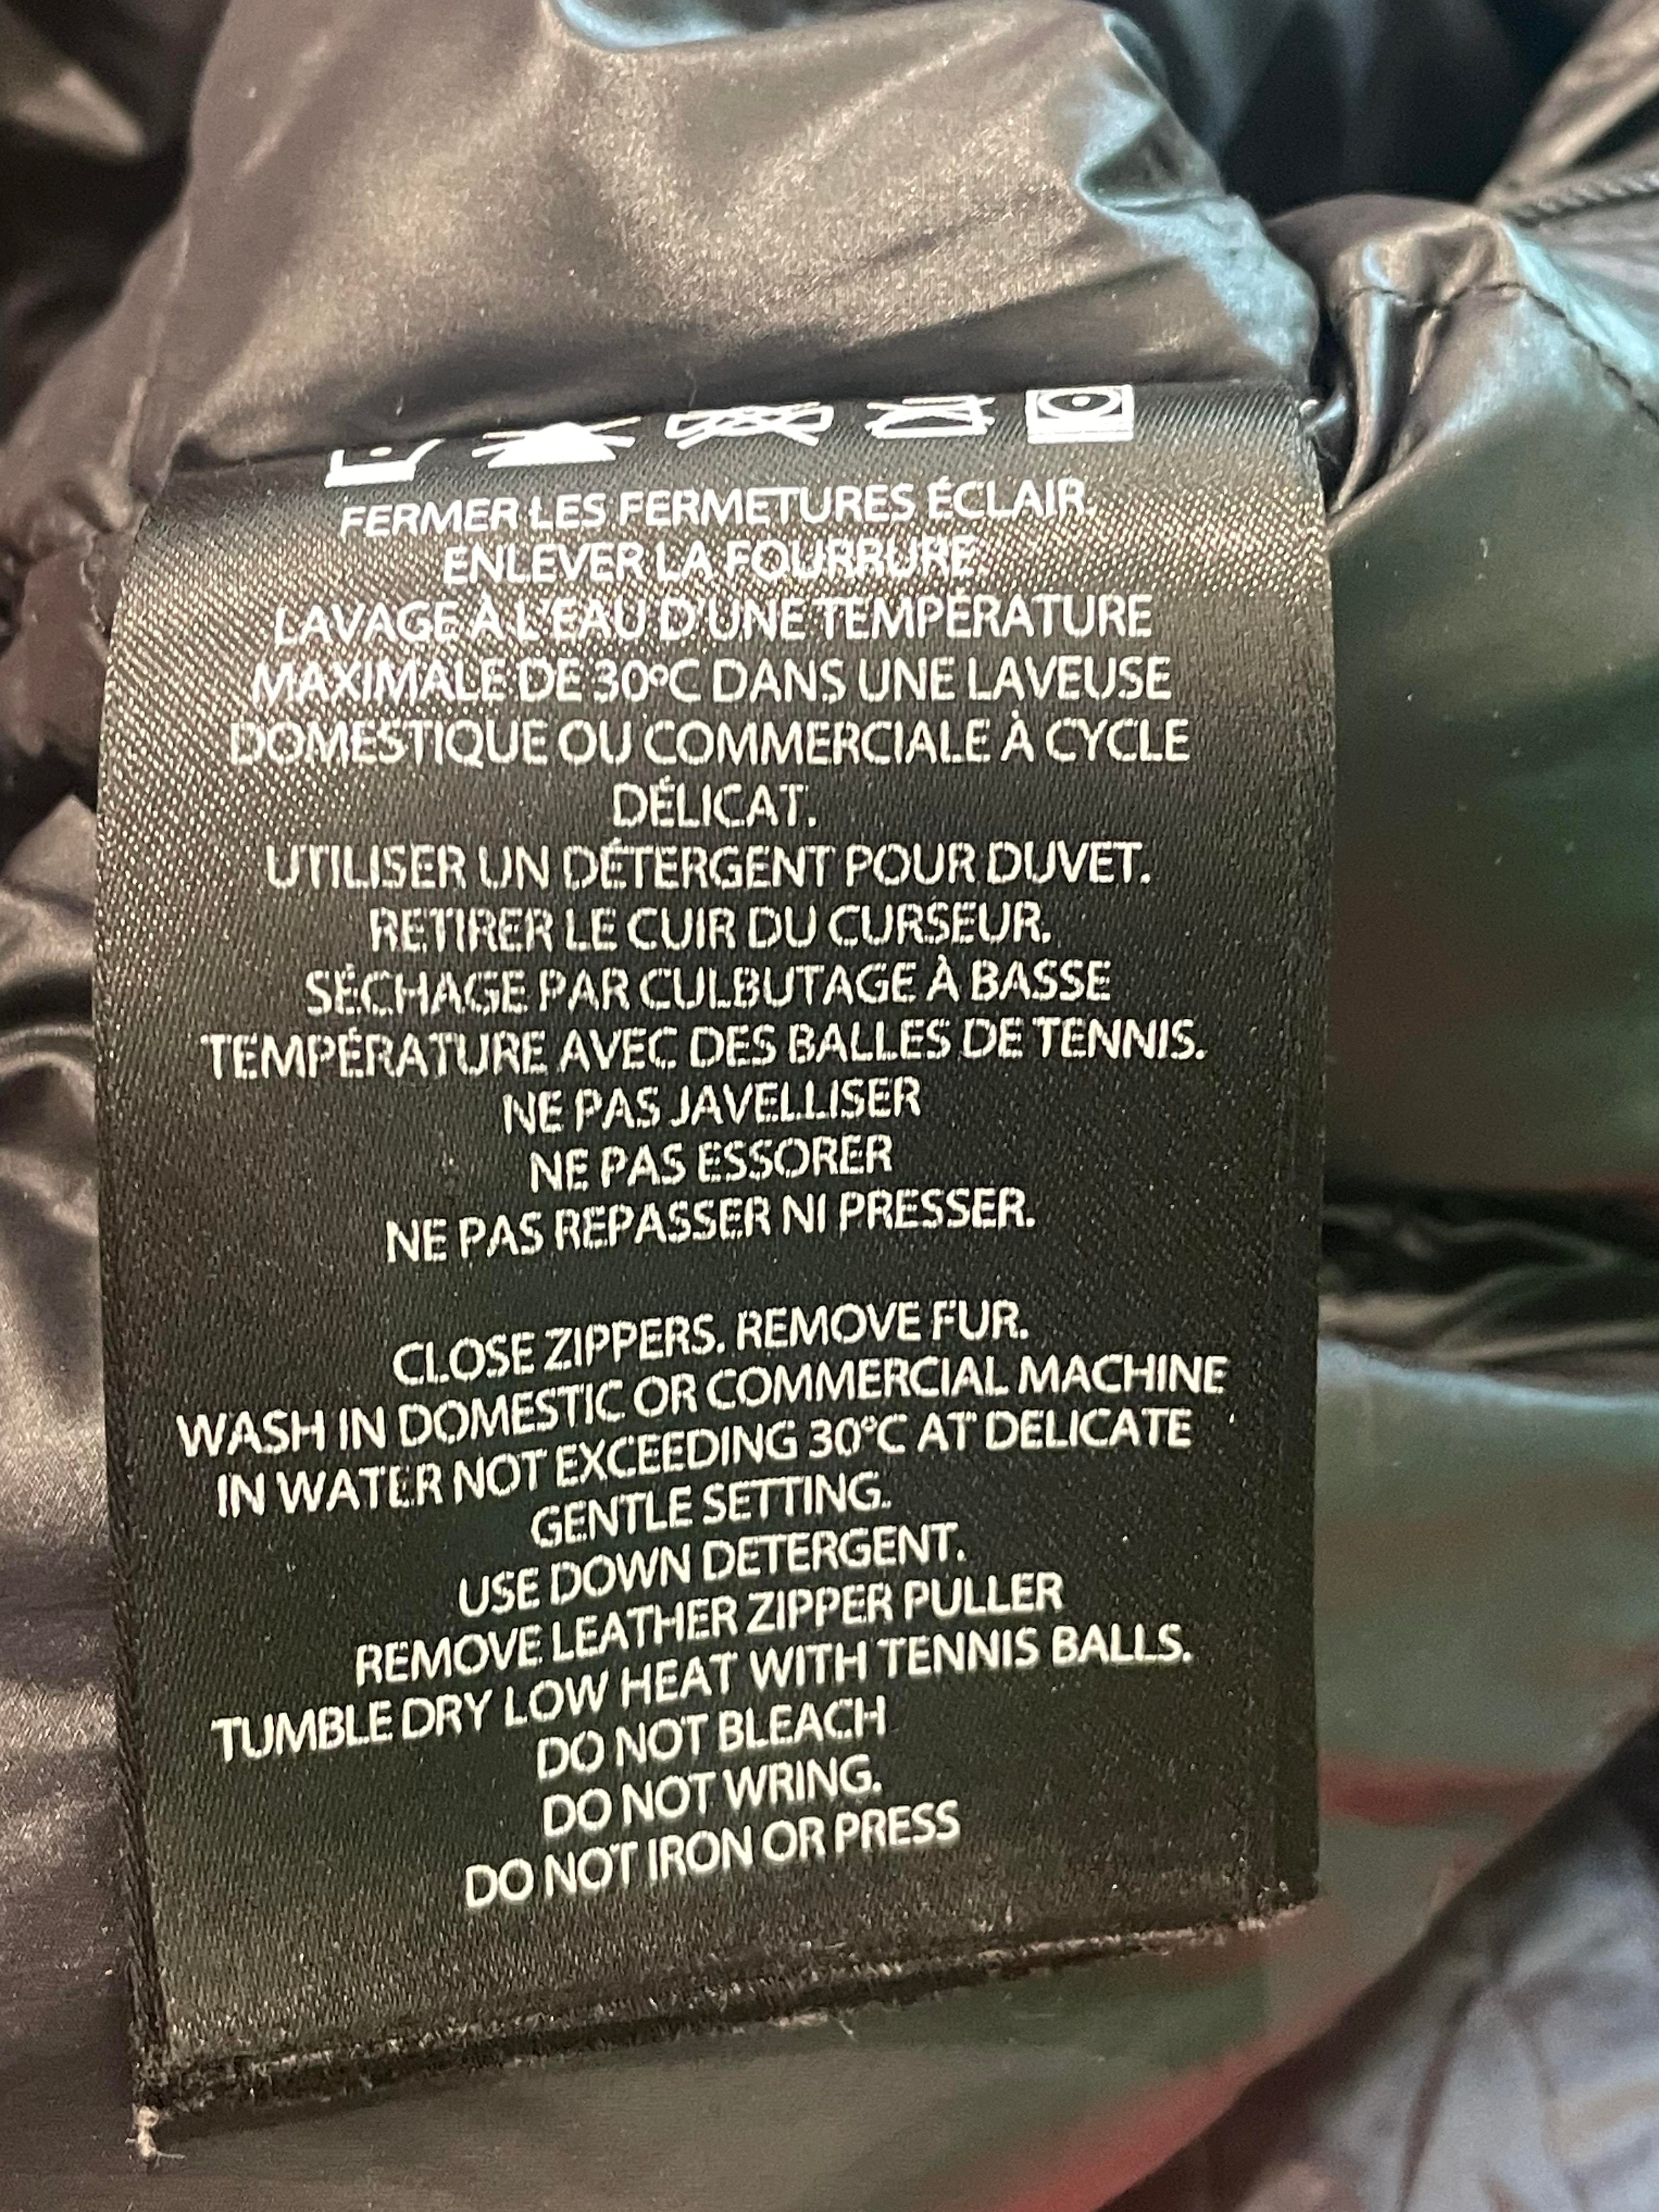 FERMER LES FERMETURES ÉCLAIR.
ENLEVER LA FOURRURE.
LAVAGE À L'EAU D'UNE TEMPÉRATURE
MAXIMALE DE 30°C DANS UNE LAVEUSE
DOMESTIQUE OU COMMERCIALE À CYCLE
DÉLICAT.
UTILISER UN DÉTERGENT POUR DUVET.
RETIRER LE CUIR DU CURSEUR.
SÉCHAGE PAR CULBUTAGE À BASSE
TEMPÉRATURE AVEC DES BALLES DE TENNIS.
NE PAS JAVELLISER
NE PAS ESSORER
NE PAS REPASSER NI PRESSER.
CLOSE ZIPPERS. REMOVE FUR.
WASH IN DOMESTIC OR COMMERCIAL MACHINE
IN WATER NOT EXCEEDING 30°C AT DELICATE
GENTLE SETTING.
USE DOWN DETERGENT.
REMOVE LEATHER ZIPPER PULLER
TUMBLE DRY LOW HEAT WITH TENNIS BALLS.
DO NOT BLEACH
DO NOT WRING.
DO NOT IRON OR PRESS